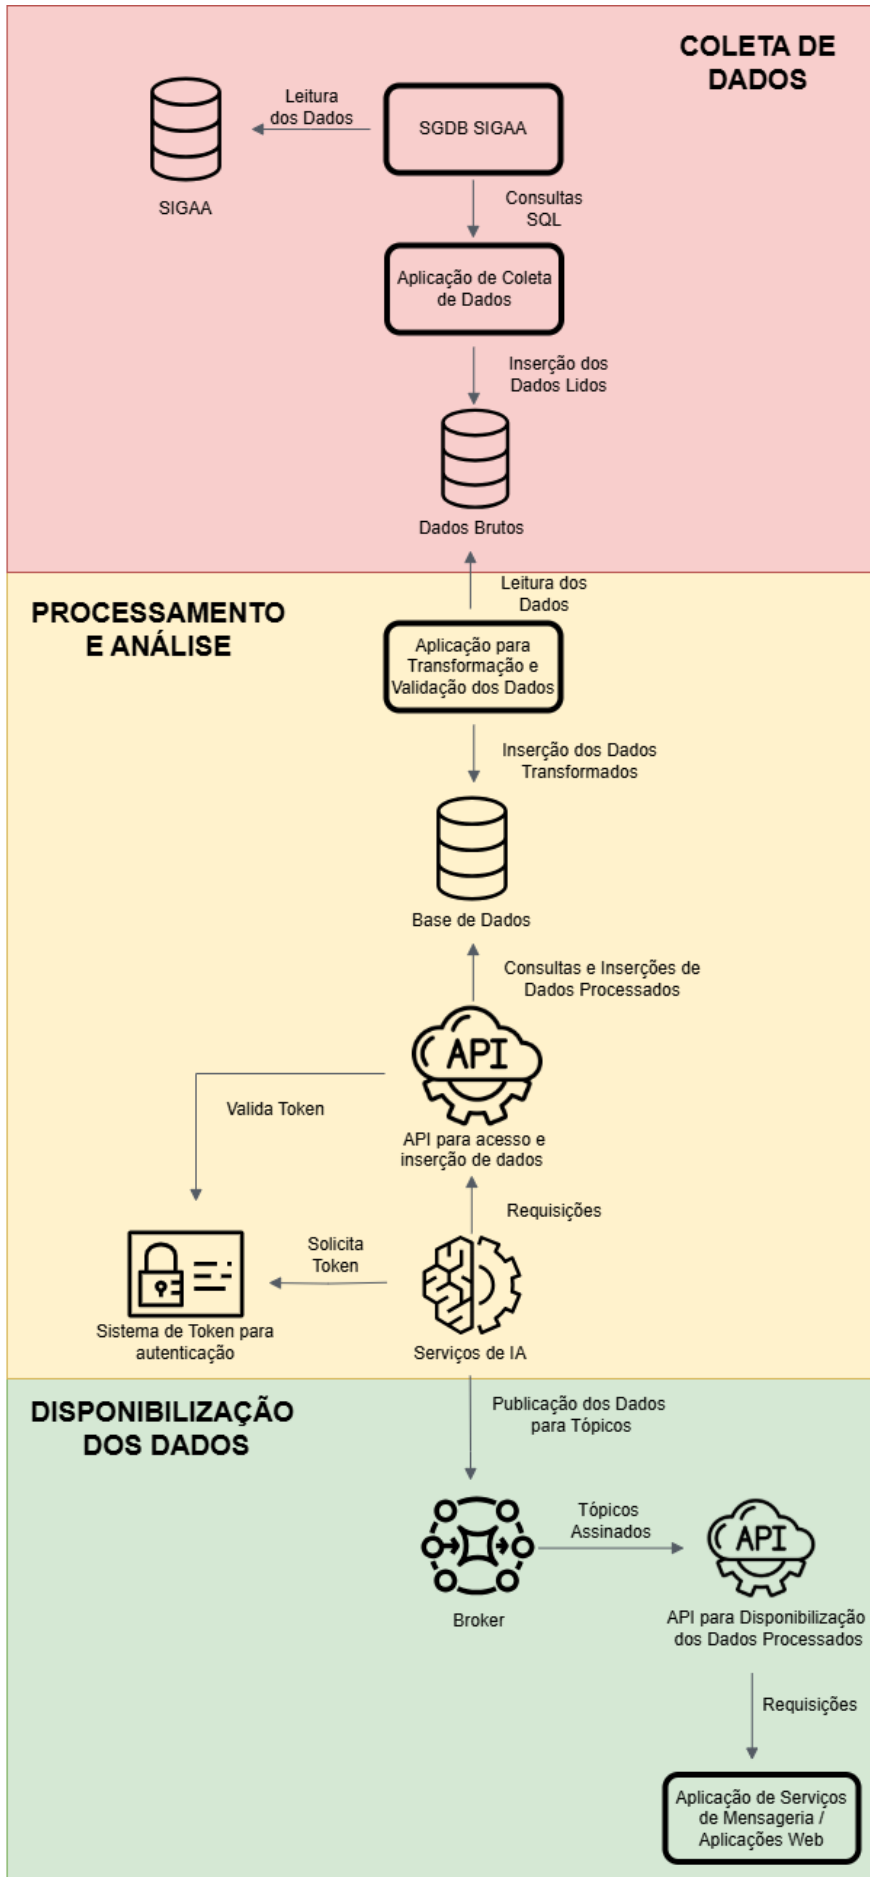 COLETA DE
DADOS
Leitura
dos Dados
SGDB SIGAA
SIGAA
Consultas
SQL
Aplicação de Coleta
de Dados
Inserção dos
Dados Lidos
Dados Brutos
Leitura dos
Dados
PROCESSAMENTO
E ANÁLISE
Aplicação para
Transformação e
Validação dos Dados
Inserção dos Dados
Transformados
Base de Dados
Consultas e Inserções de
Dados Processados
API
API para acesso e
inserção de dados
Valida Token
Requisições
Solicita
Token
Sistema de Token para
autenticação
Serviços de IA
DISPONIBILIZAÇÃO
DOS DADOS
Publicação dos Dados
para Tópicos
Tópicos
Assinados
API
Broker
API para Disponibilização
dos Dados Processados
Requisições
Aplicação de Serviços
de Mensageria /
Aplicações Web